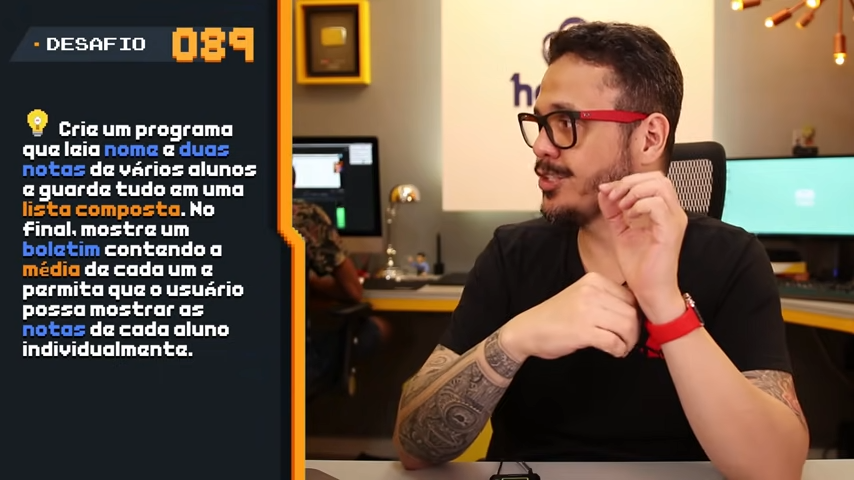 DESAFIO 089
Crie um programa
que leia nome e duas
notas de vários alunos
e guarde tudo em uma
lista composta. No
final, mostre um
boletim contendo a
média de cada um e
permita que o usuário
possa mostrar as
notas de cada aluno
individualmente.